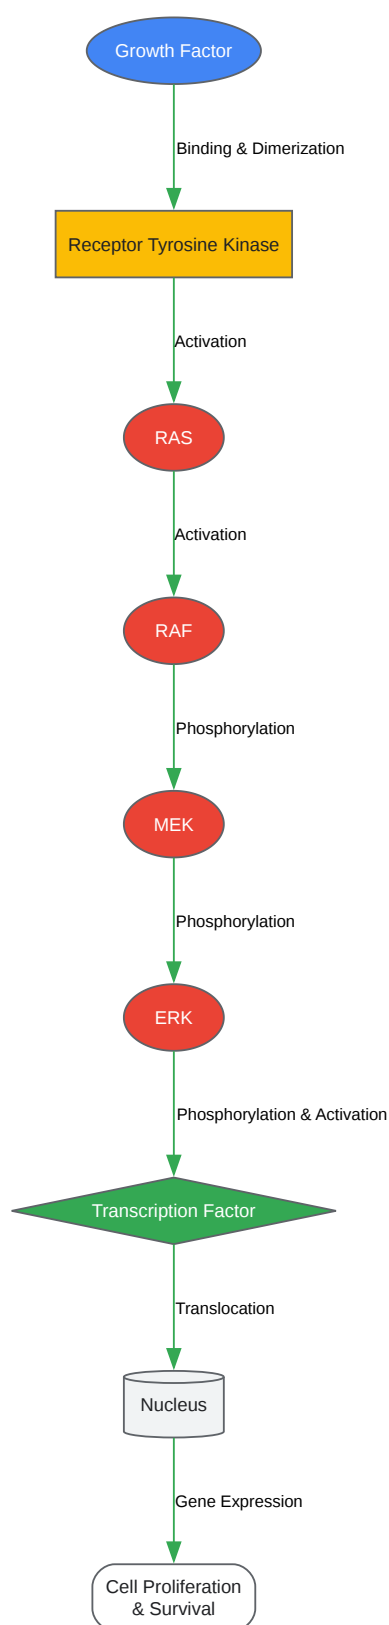 Growth Factor
Binding & Dimerization
Receptor Tyrosine Kinase
Activation
RAS
Activation
RAF
Phosphorylation
MEK
Phosphorylation
ERK
Phosphorylation & Activation
Transcription Factor
Translocation
Nucleus
Gene Expression
Cell Proliferation
& Survival